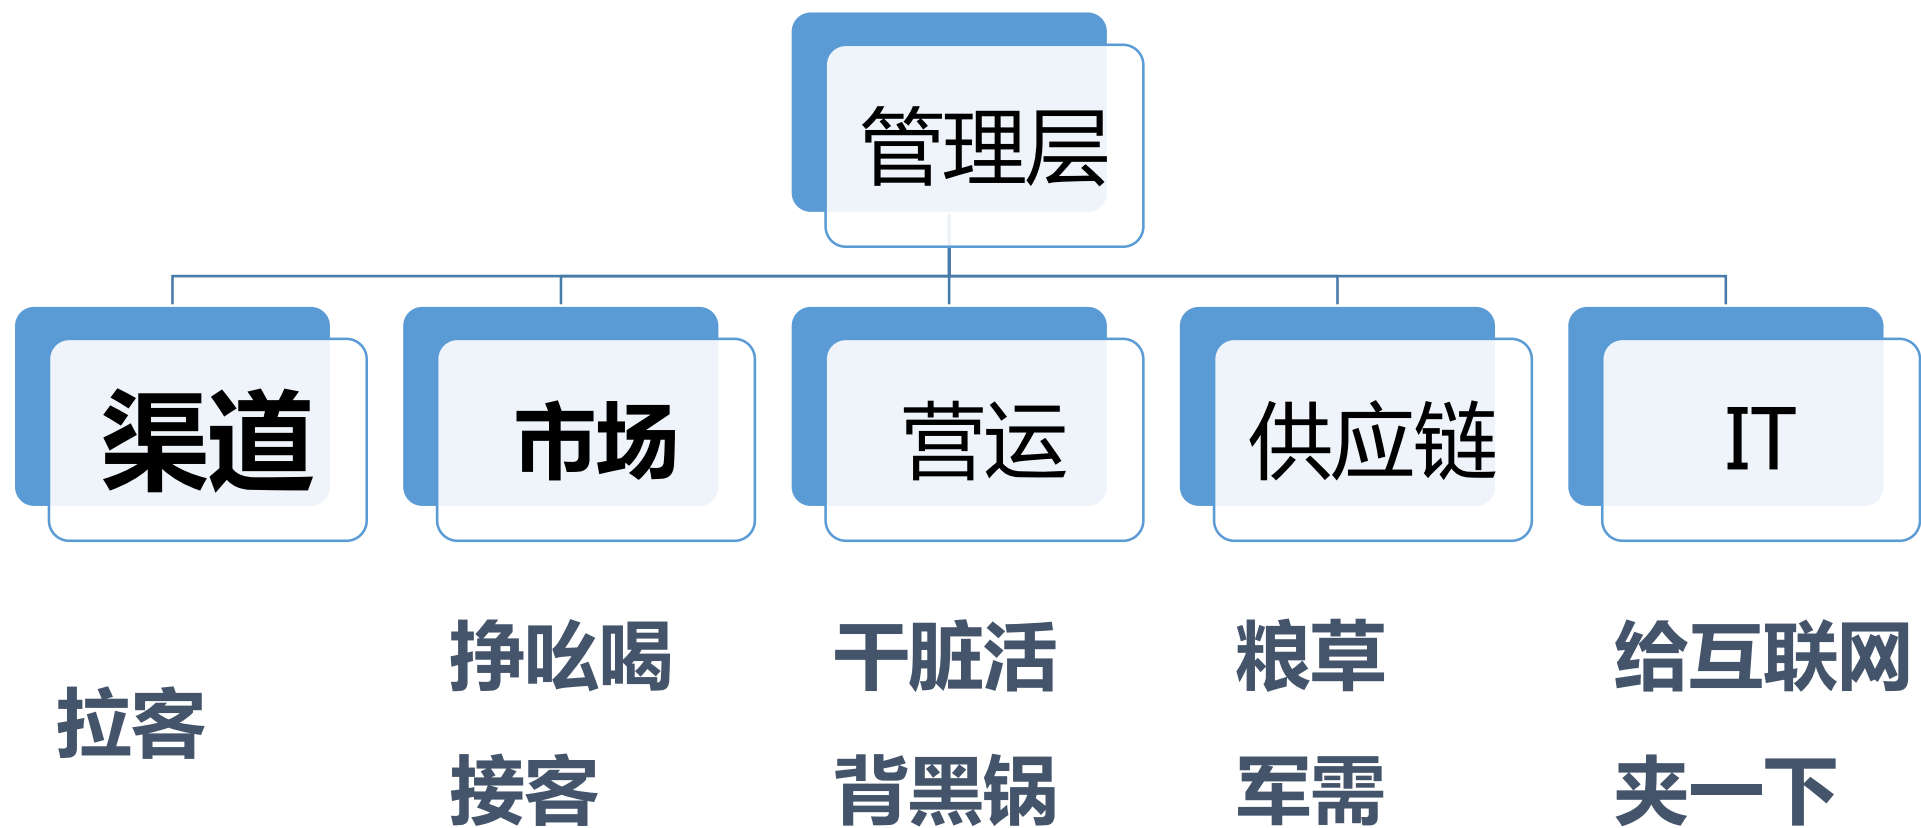 管理层
渠道
市场
营运
供应链
IT
拉客
挣吆喝
接客
干脏活
背黑锅
粮草
军需
给互联网
夹一下